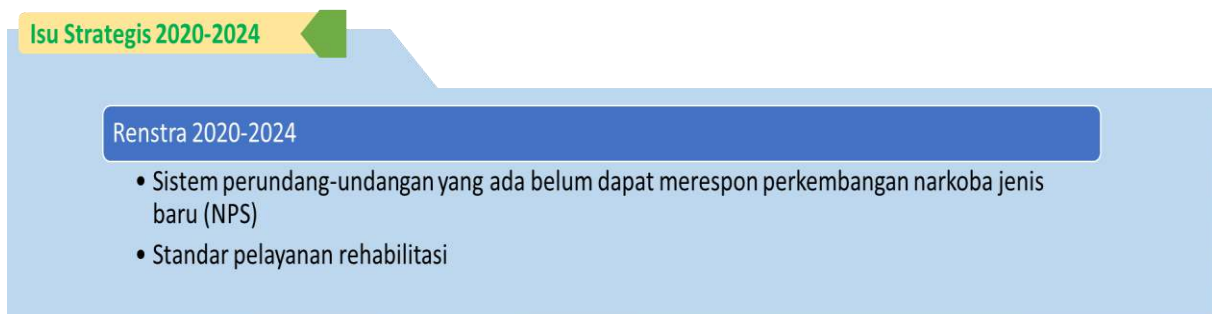 Isu Strategis 2020-2024
Renstra 2020-2024
• Sistem perundang-undangan yang ada belum dapat merespon perkembangan narkoba jenis
baru (NPS)
• Standar pelayanan rehabilitasi